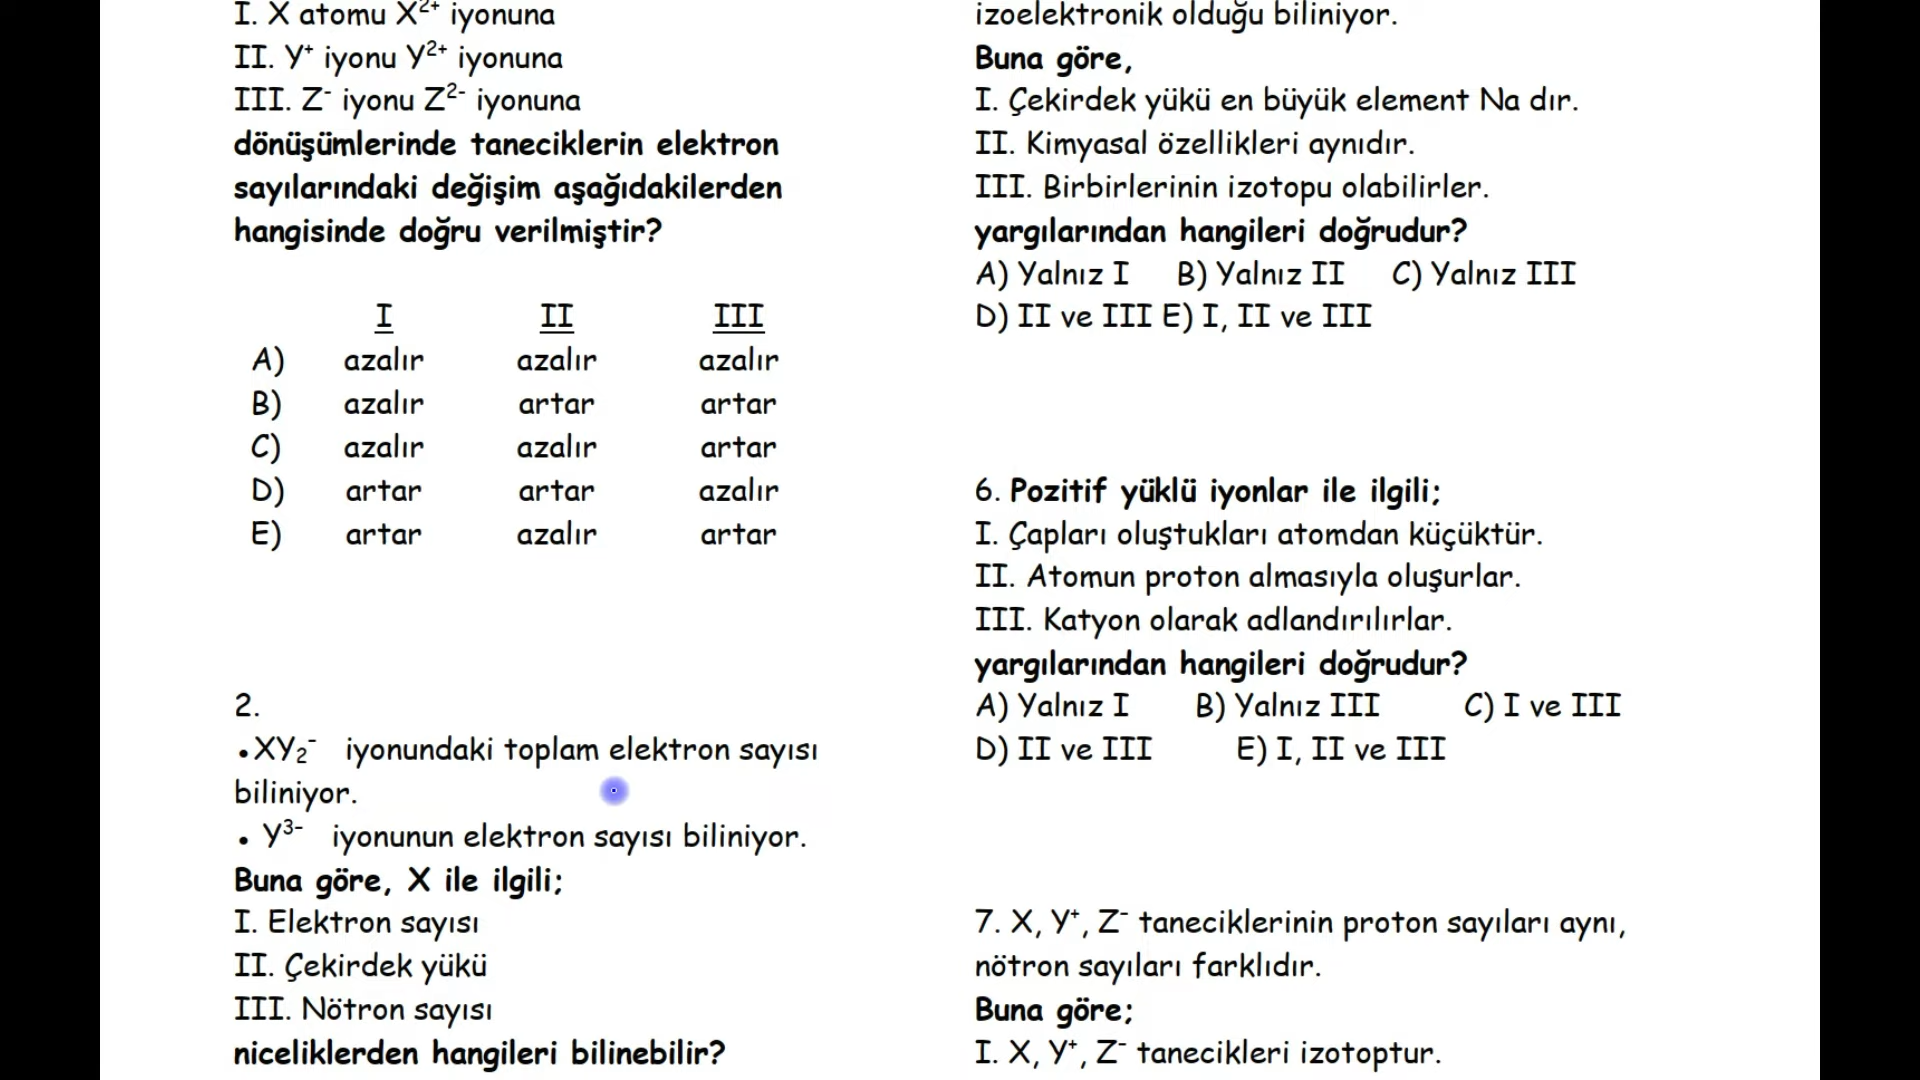 I. X atomu X²⁺ iyonuna
II. Y⁺ iyonu Y²⁺ iyonuna
III. Z⁻ iyonu Z²⁻ iyonuna
dönüşümlerinde taneciklerin elektron
sayılarındaki değişim aşağıdakilerden
hangisinde doğru verilmiştir?
I II III
A) azalır azalır azalır
B) azalır artar artar
C) azalır azalır artar
D) artar artar azalır
E) artar azalır artar
2.
•XY₂⁻ iyonundaki toplam elektron sayısı
biliniyor.
• Y³⁻ iyonunun elektron sayısı biliniyor.
Buna göre, X ile ilgili;
I. Elektron sayısı
II. Çekirdek yükü
III. Nötron sayısı
niceliklerden hangileri bilinebilir?
izoelektronik olduğu biliniyor.
Buna göre,
I. Çekirdek yükü en büyük element Na dır.
II. Kimyasal özellikleri aynıdır.
III. Birbirlerinin izotopu olabilirler.
yargılarından hangileri doğrudur?
A) Yalnız I B) Yalnız II C) Yalnız III
D) II ve III E) I, II ve III
6. Pozitif yüklü iyonlar ile ilgili;
I. Çapları oluştukları atomdan küçüktür.
II. Atomun proton almasıyla oluşurlar.
III. Katyon olarak adlandırılırlar.
yargılarından hangileri doğrudur?
A) Yalnız I B) Yalnız III C) I ve III
D) II ve III E) I, II ve III
7. X, Y⁺, Z⁻ taneciklerinin proton sayıları aynı,
nötron sayıları farklıdır.
Buna göre;
I. X, Y⁺, Z⁻ tanecikleri izotoptur.